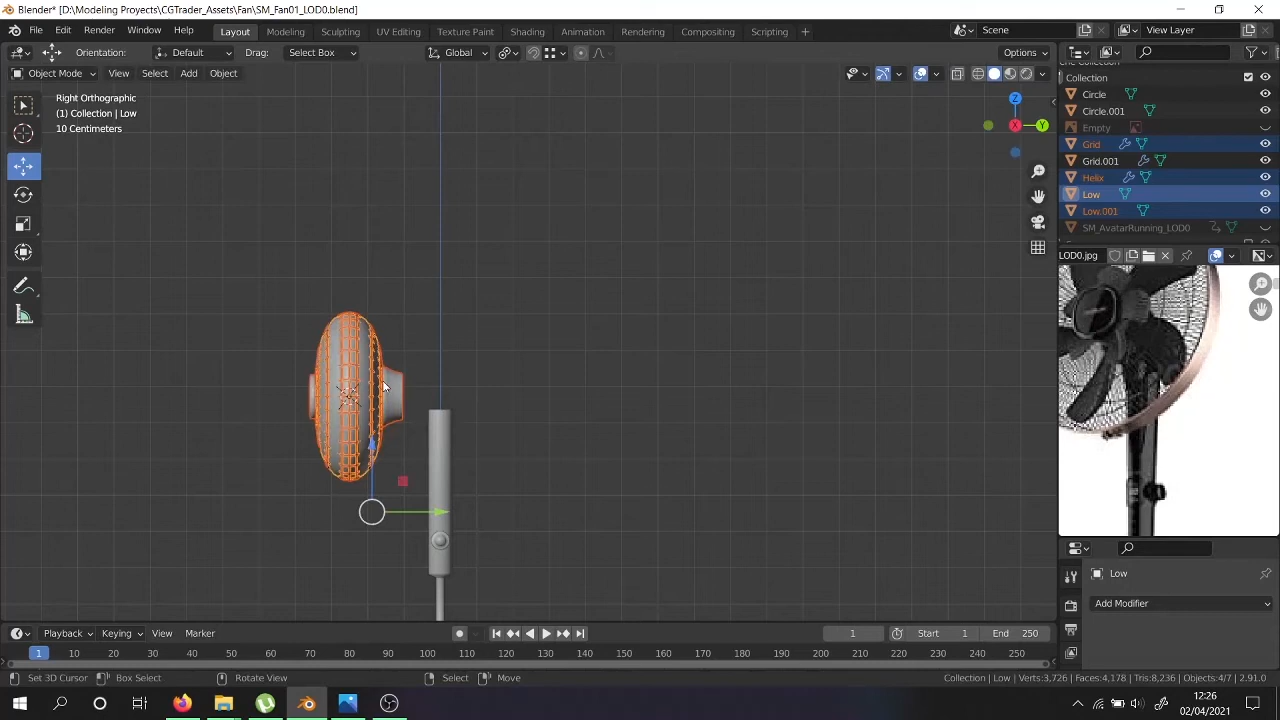 Blender* [D:\Modeling Proyects\CGTrader_Assets\Fan\SM_Fan01_LOD0.blend]
File Edit Render Window Help Layout Modeling Sculpting UV Editing Texture Paint Shading Animation Rendering Compositing Scripting + Scene View Layer
Orientation: Default Drag: Select Box Global Options
Object Mode View Select Add Object
Right Orthographic
(1) Collection | Low
10 Centimeters
Z
X
Y
Collection
Circle
Circle.001
Empty
Grid
Grid.001
Helix
Low
Low.001
SM_AvatarRunning_LOD0
LOD0.jpg
Low
Add Modifier
Playback Keying View Marker 1 Start 1 End 250
1 10 20 30 40 50 60 70 80 90 100 110 120 130 140 150 160 170 180 190 200 210 220 230 240 250
Set 3D Cursor Box Select Rotate View Select Move Collection | Low | Verts:3,726 | Faces:4,178 | Tris:8,236 | Objects:4/7 | 2.91.0
12:26
02/04/2021